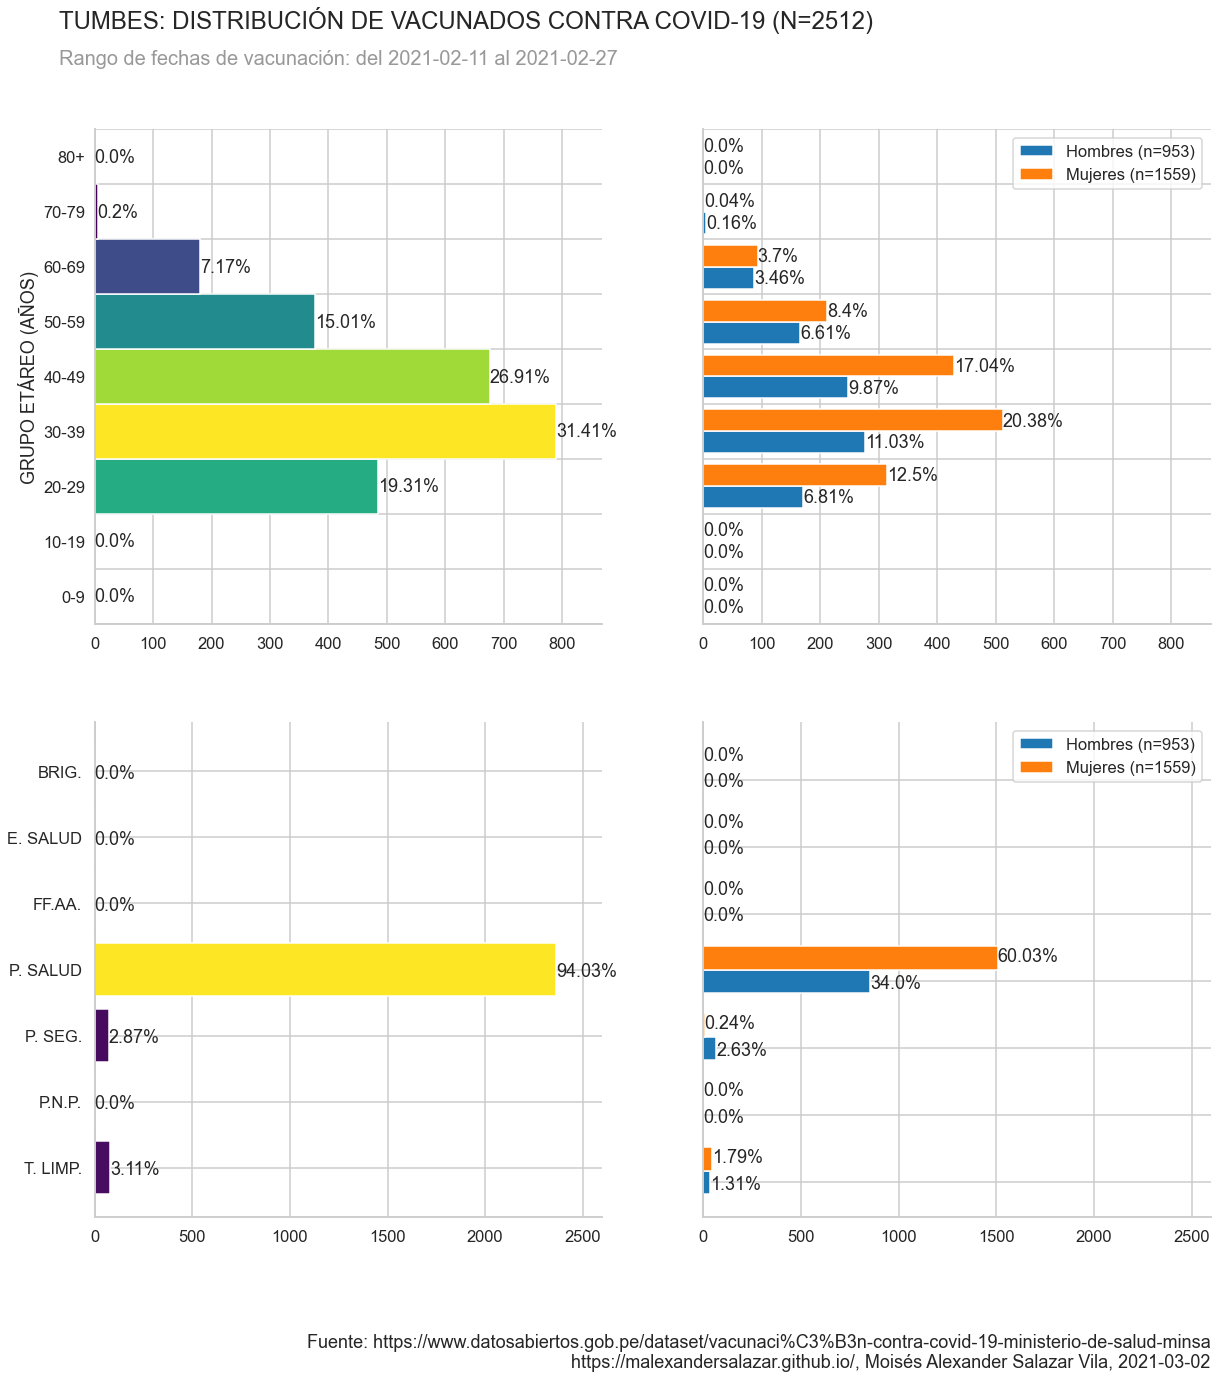 TUMBES: DISTRIBUCIÓN DE VACUNADOS CONTRA COVID-19 (N=2512)
Rango de fechas de vacunación: del 2021-02-11 al 2021-02-27
GRUPO ETÁREO (AÑOS)
80+ 0.0%
70-79 0.2%
60-69 7.17%
50-59 15.01%
40-49 26.91%
30-39 31.41%
20-29 19.31%
10-19 0.0%
0-9 0.0%
0 100 200 300 400 500 600 700 800
Hombres (n=953)
Mujeres (n=1559)
0.0%
0.0%
0.04%
0.16%
3.7%
3.46%
8.4%
6.61%
17.04%
9.87%
20.38%
11.03%
12.5%
6.81%
0.0%
0.0%
0.0%
0.0%
0 100 200 300 400 500 600 700 800
BRIG. 0.0%
E. SALUD 0.0%
FF.AA. 0.0%
P. SALUD 94.03%
P. SEG. 2.87%
P.N.P. 0.0%
T. LIMP. 3.11%
0 500 1000 1500 2000 2500
Hombres (n=953)
Mujeres (n=1559)
0.0%
0.0%
0.0%
0.0%
0.0%
0.0%
60.03%
34.0%
0.24%
2.63%
0.0%
0.0%
1.79%
1.31%
0 500 1000 1500 2000 2500
Fuente: https://www.datosabiertos.gob.pe/dataset/vacunaci%C3%B3n-contra-covid-19-ministerio-de-salud-minsa
https://malexandersalazar.github.io/, Moisés Alexander Salazar Vila, 2021-03-02